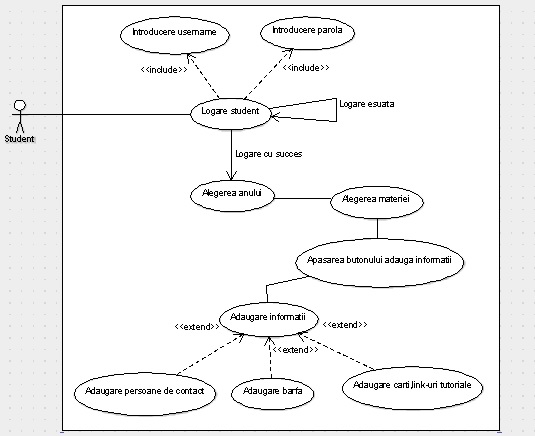 Introducere username
Introducere parola
<<include>>
<<include>>
Logare student
Logare esuata
Student
Logare cu succes
Alegerea anului
Alegerea materiei
Apasarea butonului adauga informatii
Adaugare informatii
<<extend>>
<<extend>>
<<extend>>
Adaugare persoane de contact
Adaugare barfa
Adaugare carti,link-uri tutoriale